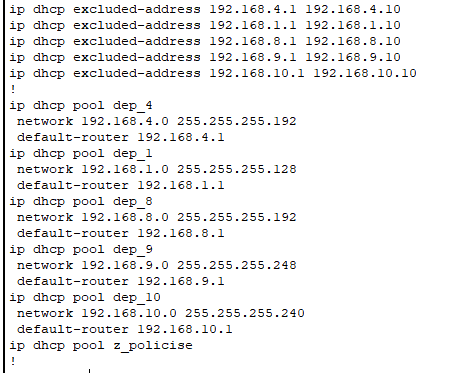 ip dhcp excluded-address 192.168.4.1 192.168.4.10
ip dhcp excluded-address 192.168.1.1 192.168.1.10
ip dhcp excluded-address 192.168.8.1 192.168.8.10
ip dhcp excluded-address 192.168.9.1 192.168.9.10
ip dhcp excluded-address 192.168.10.1 192.168.10.10
!
ip dhcp pool dep_4
 network 192.168.4.0 255.255.255.192
 default-router 192.168.4.1
ip dhcp pool dep_1
 network 192.168.1.0 255.255.255.128
 default-router 192.168.1.1
ip dhcp pool dep_8
 network 192.168.8.0 255.255.255.192
 default-router 192.168.8.1
ip dhcp pool dep_9
 network 192.168.9.0 255.255.255.248
 default-router 192.168.9.1
ip dhcp pool dep_10
 network 192.168.10.0 255.255.255.240
 default-router 192.168.10.1
ip dhcp pool z_policise
!